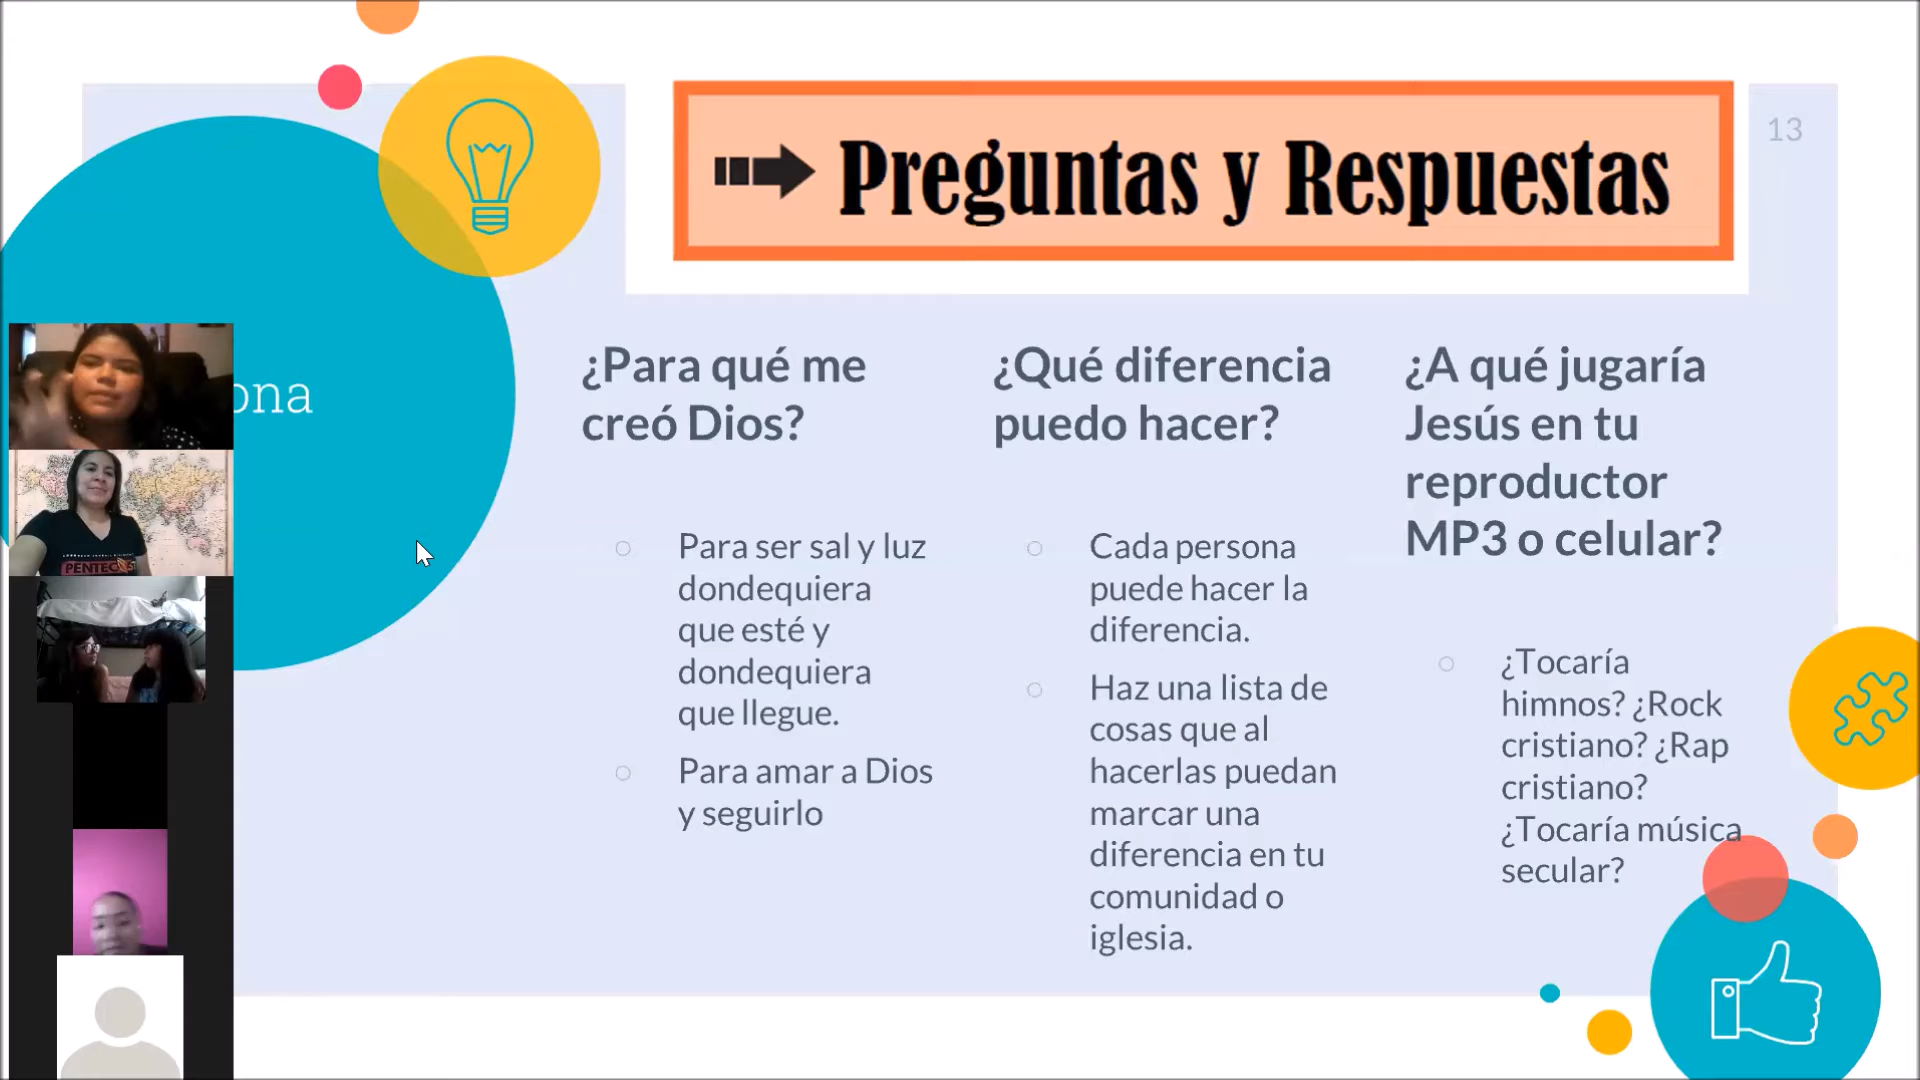 Preguntas y Respuestas
13
ona
¿Para qué me
creó Dios?
Para ser sal y luz
dondequiera
que esté y
dondequiera
que llegue.
Para amar a Dios
y seguirlo
¿Qué diferencia
puedo hacer?
Cada persona
puede hacer la
diferencia.
Haz una lista de
cosas que al
hacerlas puedan
marcar una
diferencia en tu
comunidad o
iglesia.
¿A qué jugaría
Jesús en tu
reproductor
MP3 o celular?
¿Tocaría
himnos? ¿Rock
cristiano? ¿Rap
cristiano?
¿Tocaría música
secular?